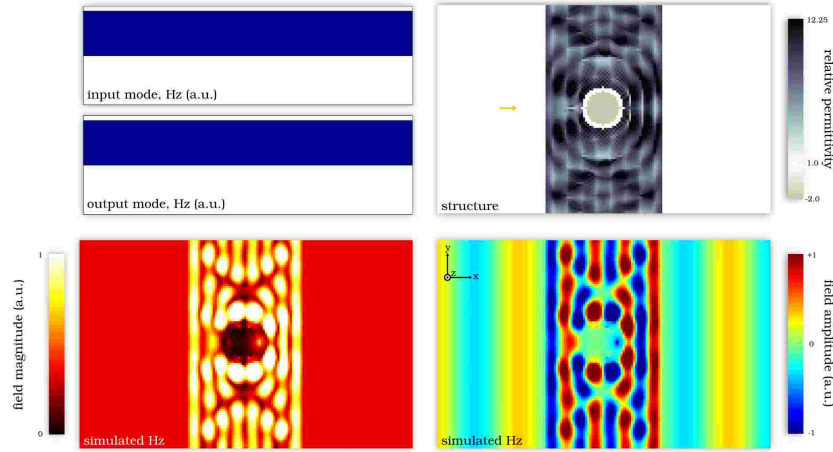 input mode, Hz (a.u.)
output mode, Hz (a.u.)
structure
12.25
1.0
-2.0
relative permittivity
field magnitude (a.u.)
1
0
simulated Hz
y
z
x
simulated Hz
+1
0
-1
field amplitude (a.u.)